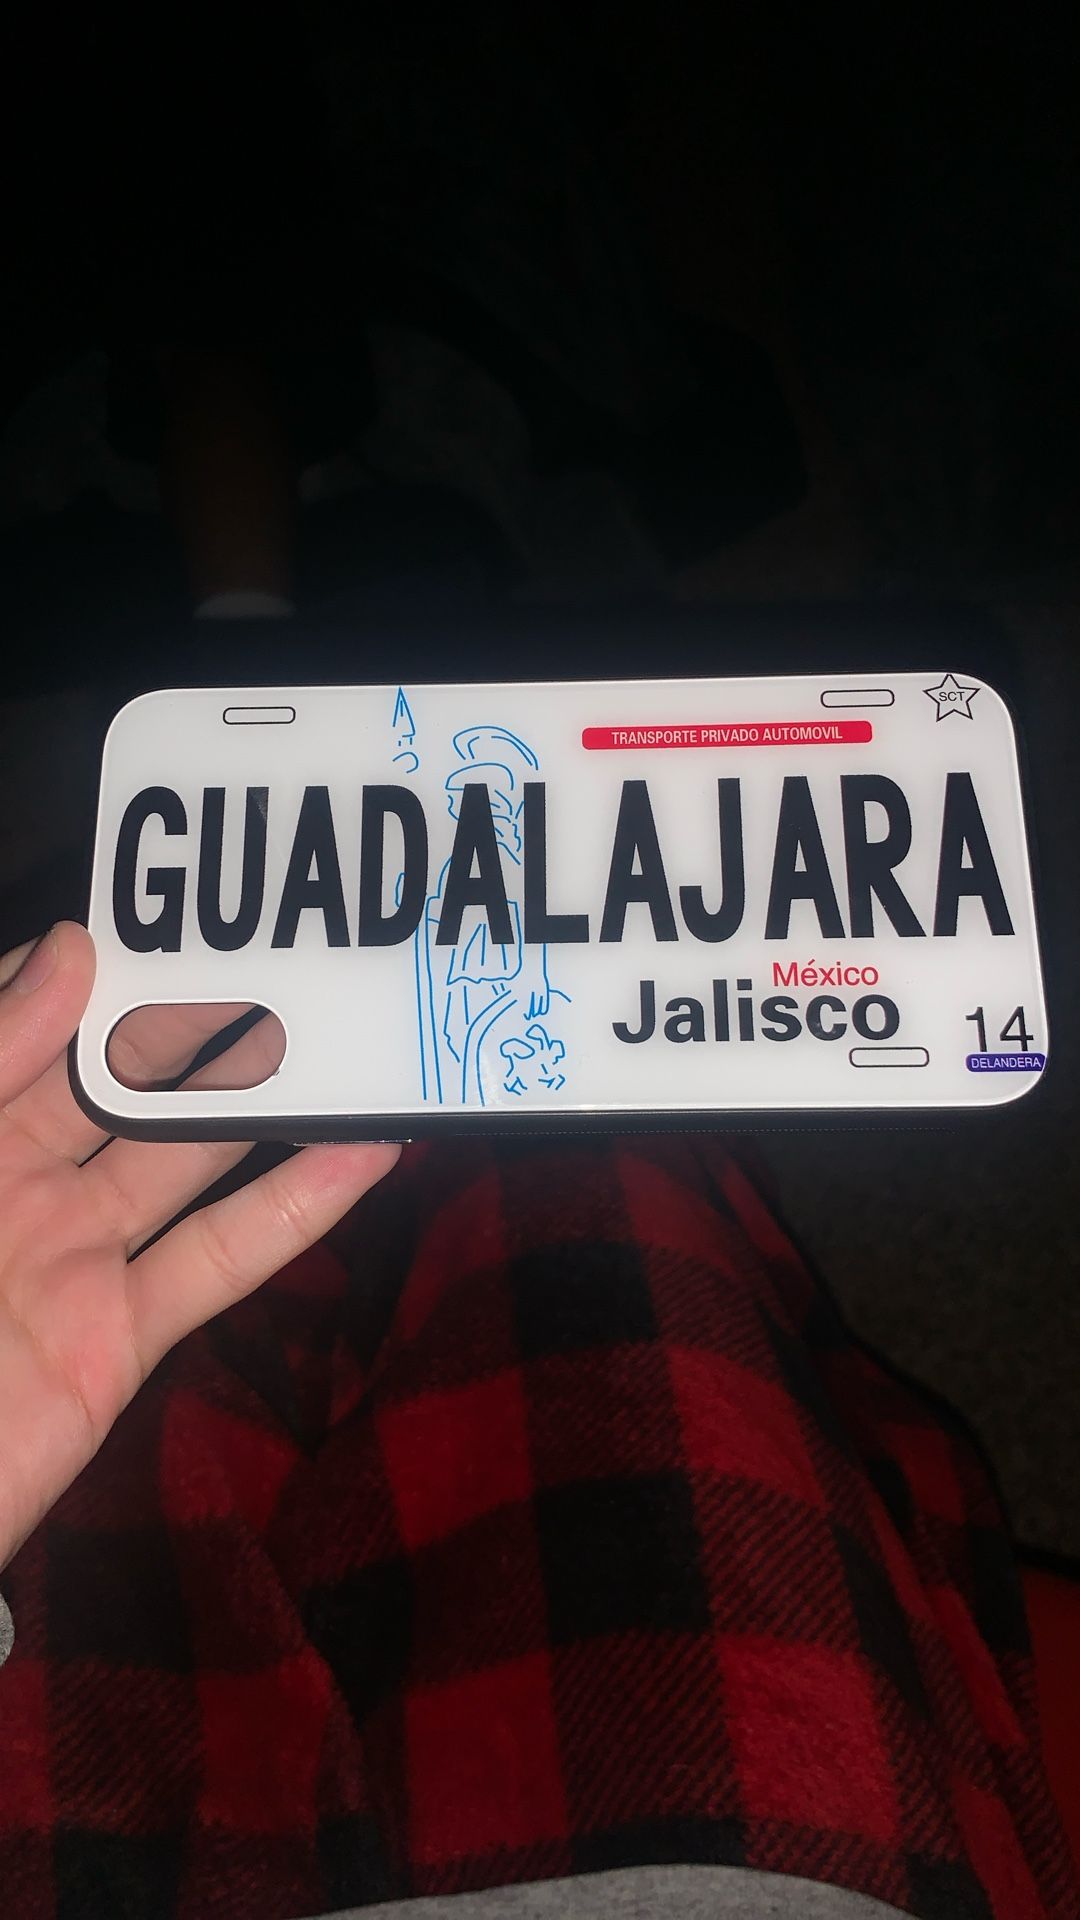 SCT
TRANSPORTE PRIVADO AUTOMOVIL
GUADALAJARA
México
Jalisco
14
DELANDERA